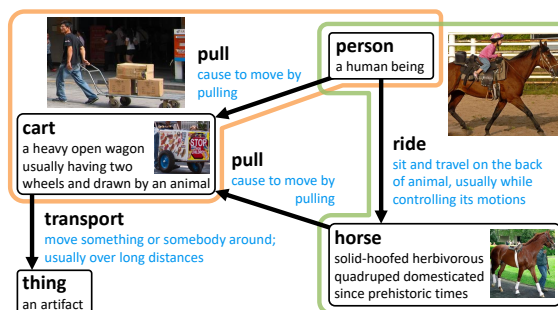 pull
cause to move by
pulling
person
a human being
cart
a heavy open wagon
usually having two
wheels and drawn by an animal
STOP
pull
cause to move by
pulling
ride
sit and travel on the back
of animal, usually while
controlling its motions
transport
move something or somebody around;
usually over long distances
horse
solid-hoofed herbivorous
quadruped domesticated
since prehistoric times
thing
an artifact